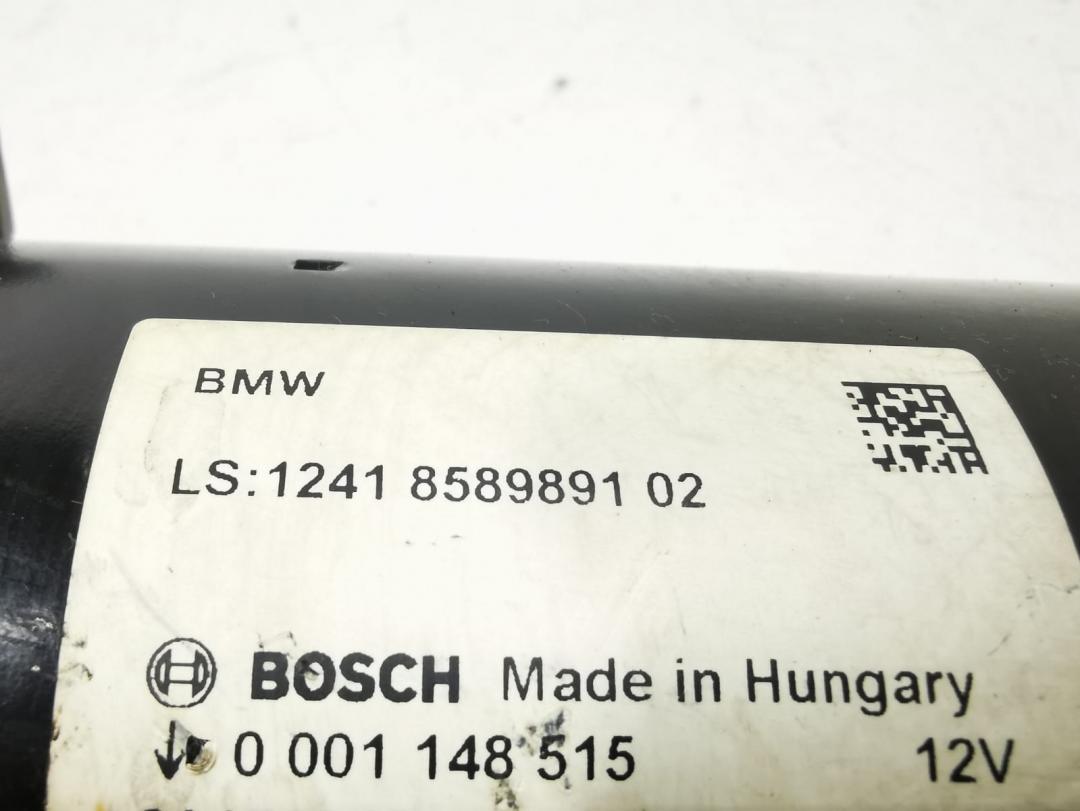 BMW
LS:1241 8589891 02
BOSCH Made in Hungary
0 001 148 515 12V